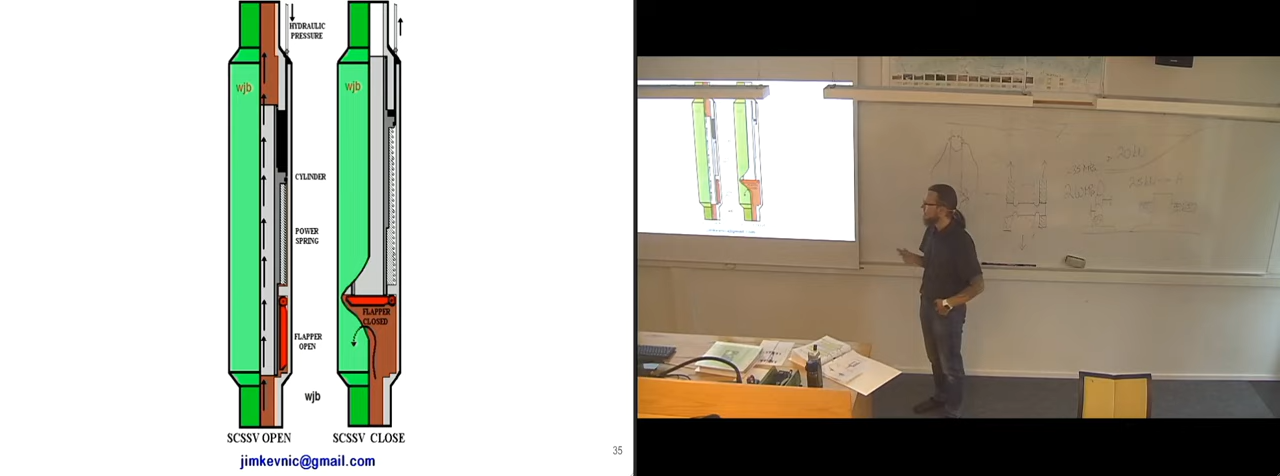 HYDRAULIC
PRESSURE
wjb
wjb
CYLINDER
POWER
SPRING
FLAPPER
CLOSED
FLAPPER
OPEN
wjb
SCSSV OPEN
SCSSV CLOSE
jimkevnic@gmail.com
35